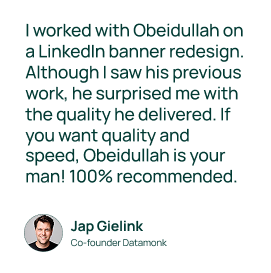 I worked with Obeidullah on
a LinkedIn banner redesign.
Although I saw his previous
work, he surprised me with
the quality he delivered. If
you want quality and
speed, Obeidullah is your
man! 100% recommended.
Jap Gielink
Co-founder Datamonk